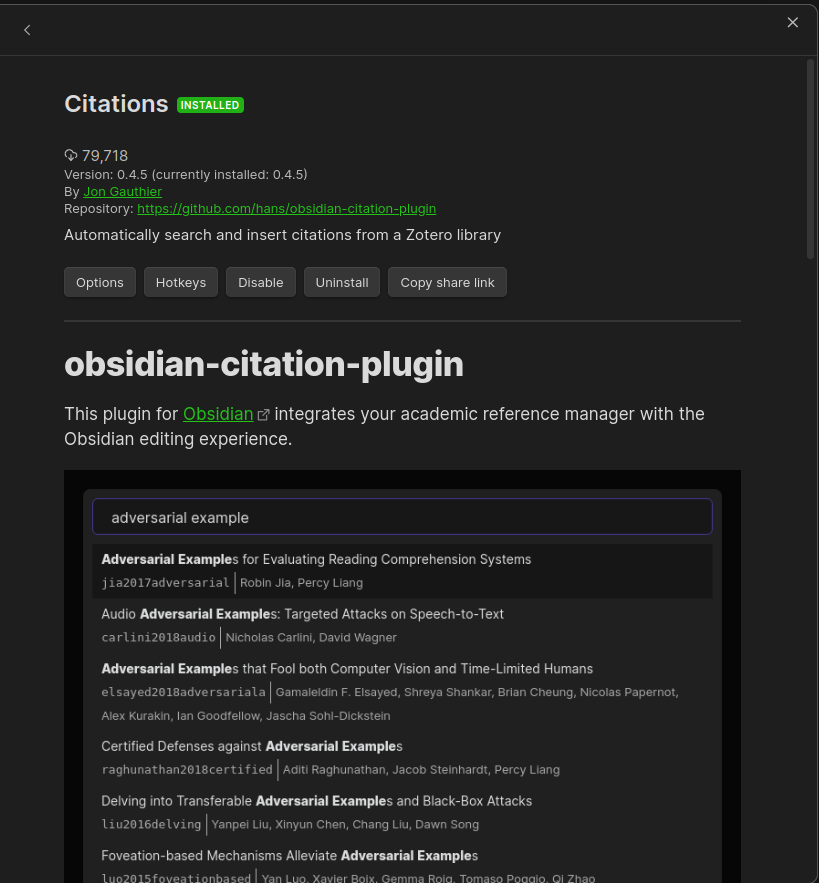 Citations INSTALLED
79,718
Version: 0.4.5 (currently installed: 0.4.5)
By Jon Gauthier
Repository: https://github.com/hans/obsidian-citation-plugin
Automatically search and insert citations from a Zotero library
Options Hotkeys Disable Uninstall Copy share link
obsidian-citation-plugin
This plugin for Obsidian integrates your academic reference manager with the
Obsidian editing experience.
adversarial example
Adversarial Examples for Evaluating Reading Comprehension Systems
jia2017adversarial Robin Jia, Percy Liang
Audio Adversarial Examples: Targeted Attacks on Speech-to-Text
carlini2018audio Nicholas Carlini, David Wagner
Adversarial Examples that Fool both Computer Vision and Time-Limited Humans
elsayed2018adversariala Gamaleldin F. Elsayed, Shreya Shankar, Brian Cheung, Nicolas Papernot,
Alex Kurakin, Ian Goodfellow, Jascha Sohl-Dickstein
Certified Defenses against Adversarial Examples
raghunathan2018certified Aditi Raghunathan, Jacob Steinhardt, Percy Liang
Delving into Transferable Adversarial Examples and Black-Box Attacks
liu2016delving Yanpei Liu, Xinyun Chen, Chang Liu, Dawn Song
Foveation-based Mechanisms Alleviate Adversarial Examples
luo2015foveationbased Yan Luo, Xavier Boix, Gemma Roig, Tomaso Poggio, Qi Zhao